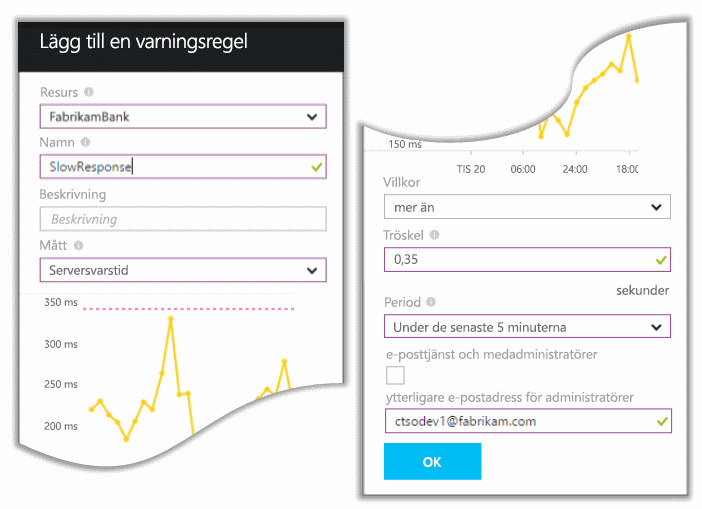 Lägg till en varningsregel
Resurs
FabrikamBank
Namn
SlowResponse
Beskrivning
Beskrivning
Mått
Serversvarstid
350 ms
300 ms
250 ms
200 ms
150 ms
TIS 20 06:00 24:00 18:00
Villkor
mer än
Tröskel
0,35
sekunder
Period
Under de senaste 5 minuterna
e-posttjänst och medadministratörer
ytterligare e-postadress för administratörer
ctsodev1@fabrikam.com
OK